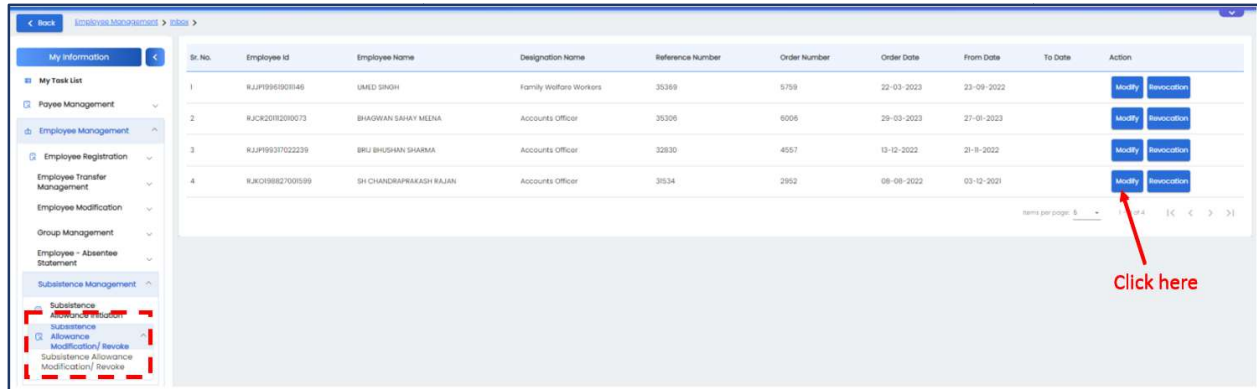 Back Employee Management > Inbox >
My Information
My Task List
Payee Management
Employee Management
Employee Registration
Employee Transfer
Management
Employee Modification
Group Management
Employee - Absentee
Statement
Subsistence Management
Subsistence
Allowance Initiation
Subsistence
Allowance
Modification/ Revoke
Subsistence Allowance
Modification/ Revoke
Sr. No. Employee Id Employee Name Designation Name Reference Number Order Number Order Date From Date To Date Action
1 RJJP199619011146 UMED SINGH Family Welfare Workers 35369 5759 22-03-2023 23-09-2022 Modify Revocation
2 RJCR201112010073 BHAGWAN SAHAY MEENA Accounts Officer 35306 6006 29-03-2023 27-01-2023 Modify Revocation
3 RJJP199317022239 BRIJ BHUSHAN SHARMA Accounts Officer 32830 4557 13-12-2022 21-11-2022 Modify Revocation
4 RJKO198827001599 SH CHANDRAPRAKASH RAJAN Accounts Officer 31534 2952 08-08-2022 03-12-2021 Modify Revocation
Items per page: 5 of 4
Click here